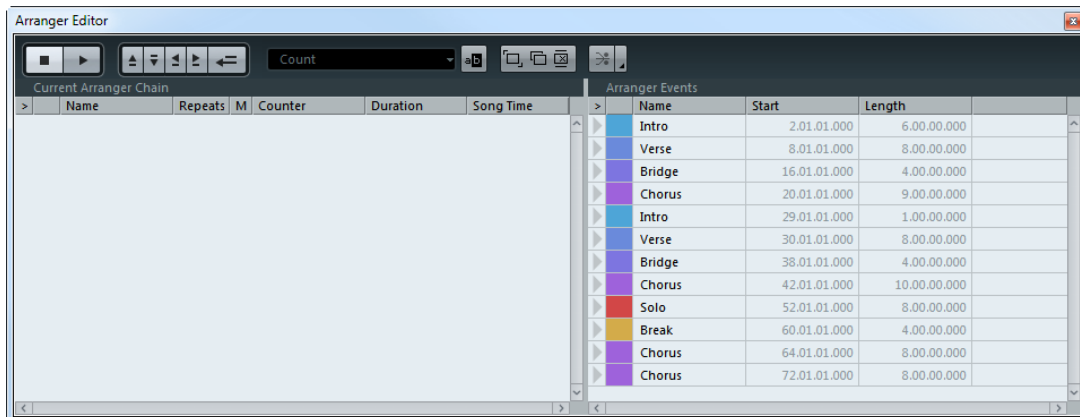 Arranger Editor
Count
ab
Current Arranger Chain
> Name Repeats M Counter Duration Song Time
Arranger Events
> Name Start Length
Intro 2.01.01.000 6.00.00.000
Verse 8.01.01.000 8.00.00.000
Bridge 16.01.01.000 4.00.00.000
Chorus 20.01.01.000 9.00.00.000
Intro 29.01.01.000 1.00.00.000
Verse 30.01.01.000 8.00.00.000
Bridge 38.01.01.000 4.00.00.000
Chorus 42.01.01.000 10.00.00.000
Solo 52.01.01.000 8.00.00.000
Break 60.01.01.000 4.00.00.000
Chorus 64.01.01.000 8.00.00.000
Chorus 72.01.01.000 8.00.00.000